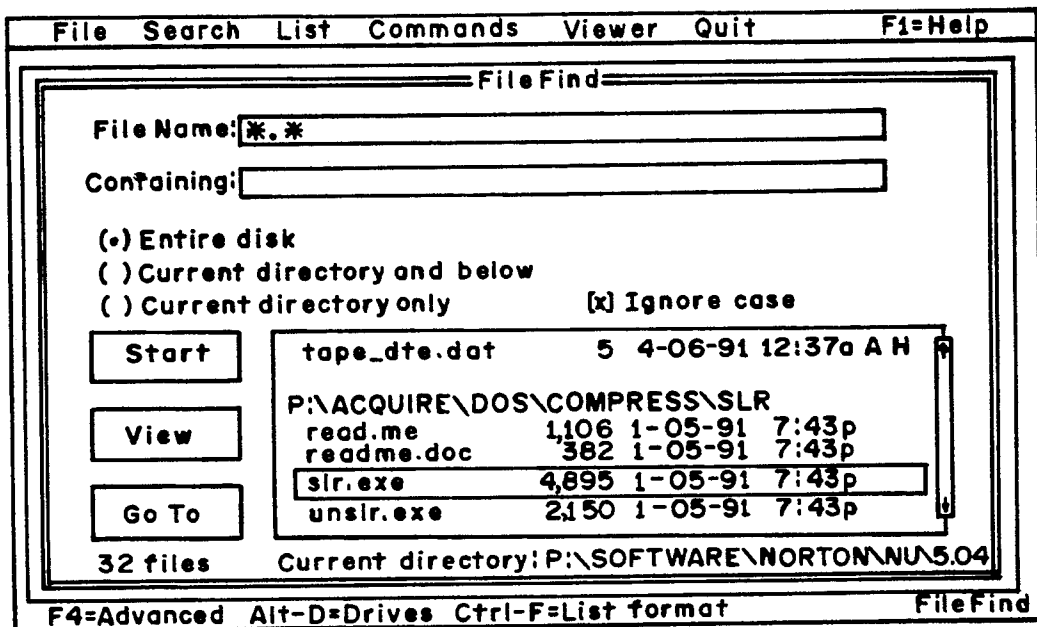 File Search List Commands Viewer Quit F1=Help
File Find
File Name: *.*
Containing:
(•) Entire disk
( ) Current directory and below
( ) Current directory only [x] Ignore case
Start
View
Go To
tape_dte.dat 5 4-06-91 12:37a A H
P:\ACQUIRE\DOS\COMPRESS\SLR
read.me 1,106 1-05-91 7:43p
readme.doc 382 1-05-91 7:43p
slr.exe 4,895 1-05-91 7:43p
unslr.exe 2,150 1-05-91 7:43p
32 files Current directory: P:\SOFTWARE\NORTON\NU\5.04
F4=Advanced Alt-D=Drives Ctrl-F=List format FileFind